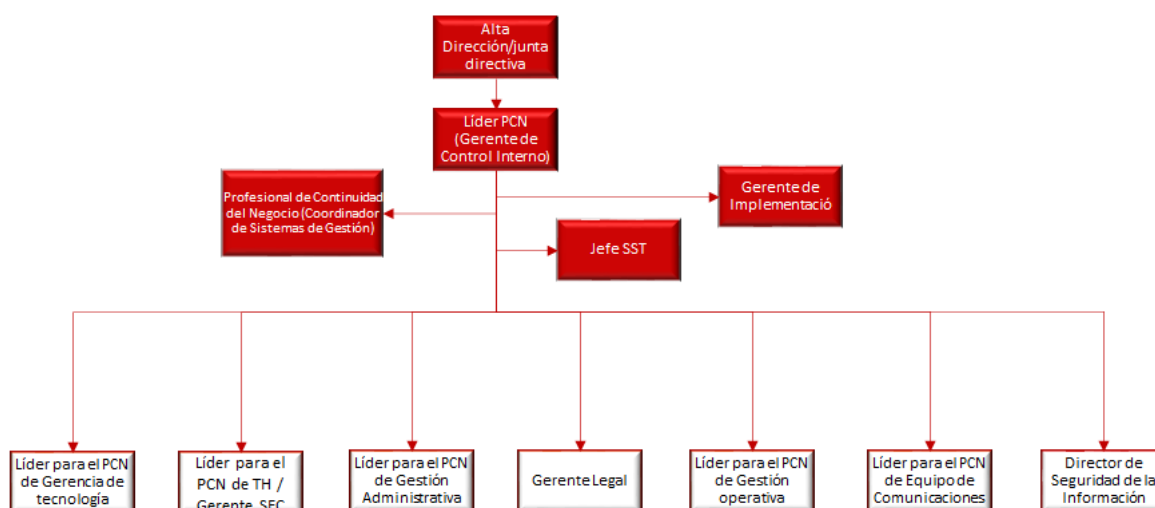 Alta
Dirección/junta
directiva
Líder PCN
(Gerente de
Control Interno)
Profesional de Continuidad
del Negocio (Coordinador
de Sistemas de Gestión)
Gerente de
Implementació
Jefe SST
Líder para el PCN
de Gerencia de
tecnología
Líder para el
PCN de TH /
Gerente SEC
Líder para el PCN
de Gestión
Administrativa
Gerente Legal
Líder para el PCN
de Gestión
operativa
Líder para el PCN
de Equipo de
Comunicaciones
Director de
Seguridad de la
Información